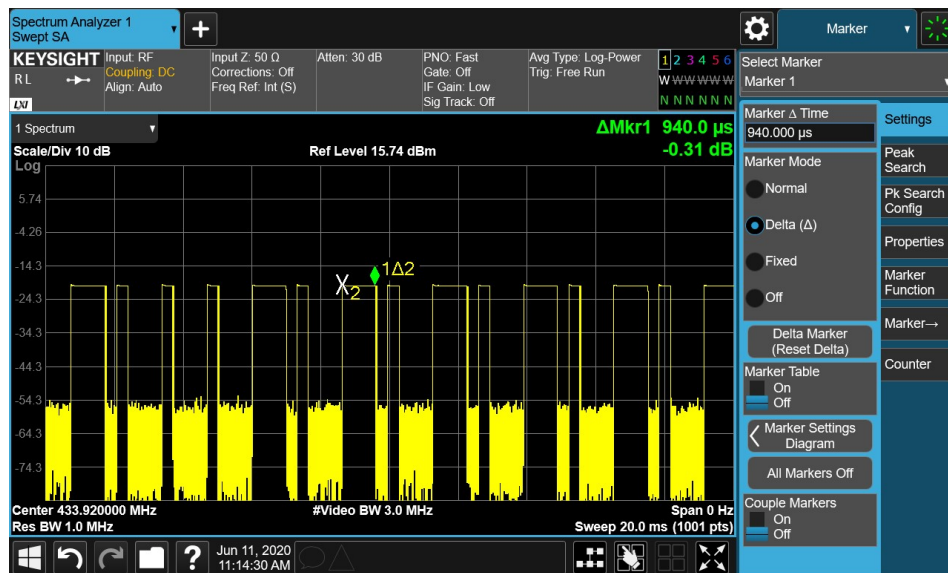 Spectrum Analyzer 1
Swept SA
+
Marker
KEYSIGHT
R L
LXI
Input: RF
Coupling: DC
Align: Auto
Input Z: 50 Ω
Corrections: Off
Freq Ref: Int (S)
Atten: 30 dB
PNO: Fast
Gate: Off
IF Gain: Low
Sig Track: Off
Avg Type: Log-Power
Trig: Free Run
1 2 3 4 5 6
W W W W W W
N N N N N N
Select Marker
Marker 1
1 Spectrum
ΔMkr1 940.0 µs
-0.31 dB
Scale/Div 10 dB
Ref Level 15.74 dBm
Log
5.74
-4.26
-14.3
-24.3
-34.3
-44.3
-54.3
-64.3
-74.3
X2
1Δ2
Center 433.920000 MHz
#Video BW 3.0 MHz
Span 0 Hz
Res BW 1.0 MHz
Sweep 20.0 ms (1001 pts)
Marker Δ Time
940.000 µs
Marker Mode
Normal
Delta (Δ)
Fixed
Off
Delta Marker
(Reset Delta)
Marker Table
On
Off
Marker Settings
Diagram
All Markers Off
Couple Markers
On
Off
Settings
Peak
Search
Pk Search
Config
Properties
Marker
Function
Marker→
Counter
?
Jun 11, 2020
11:14:30 AM